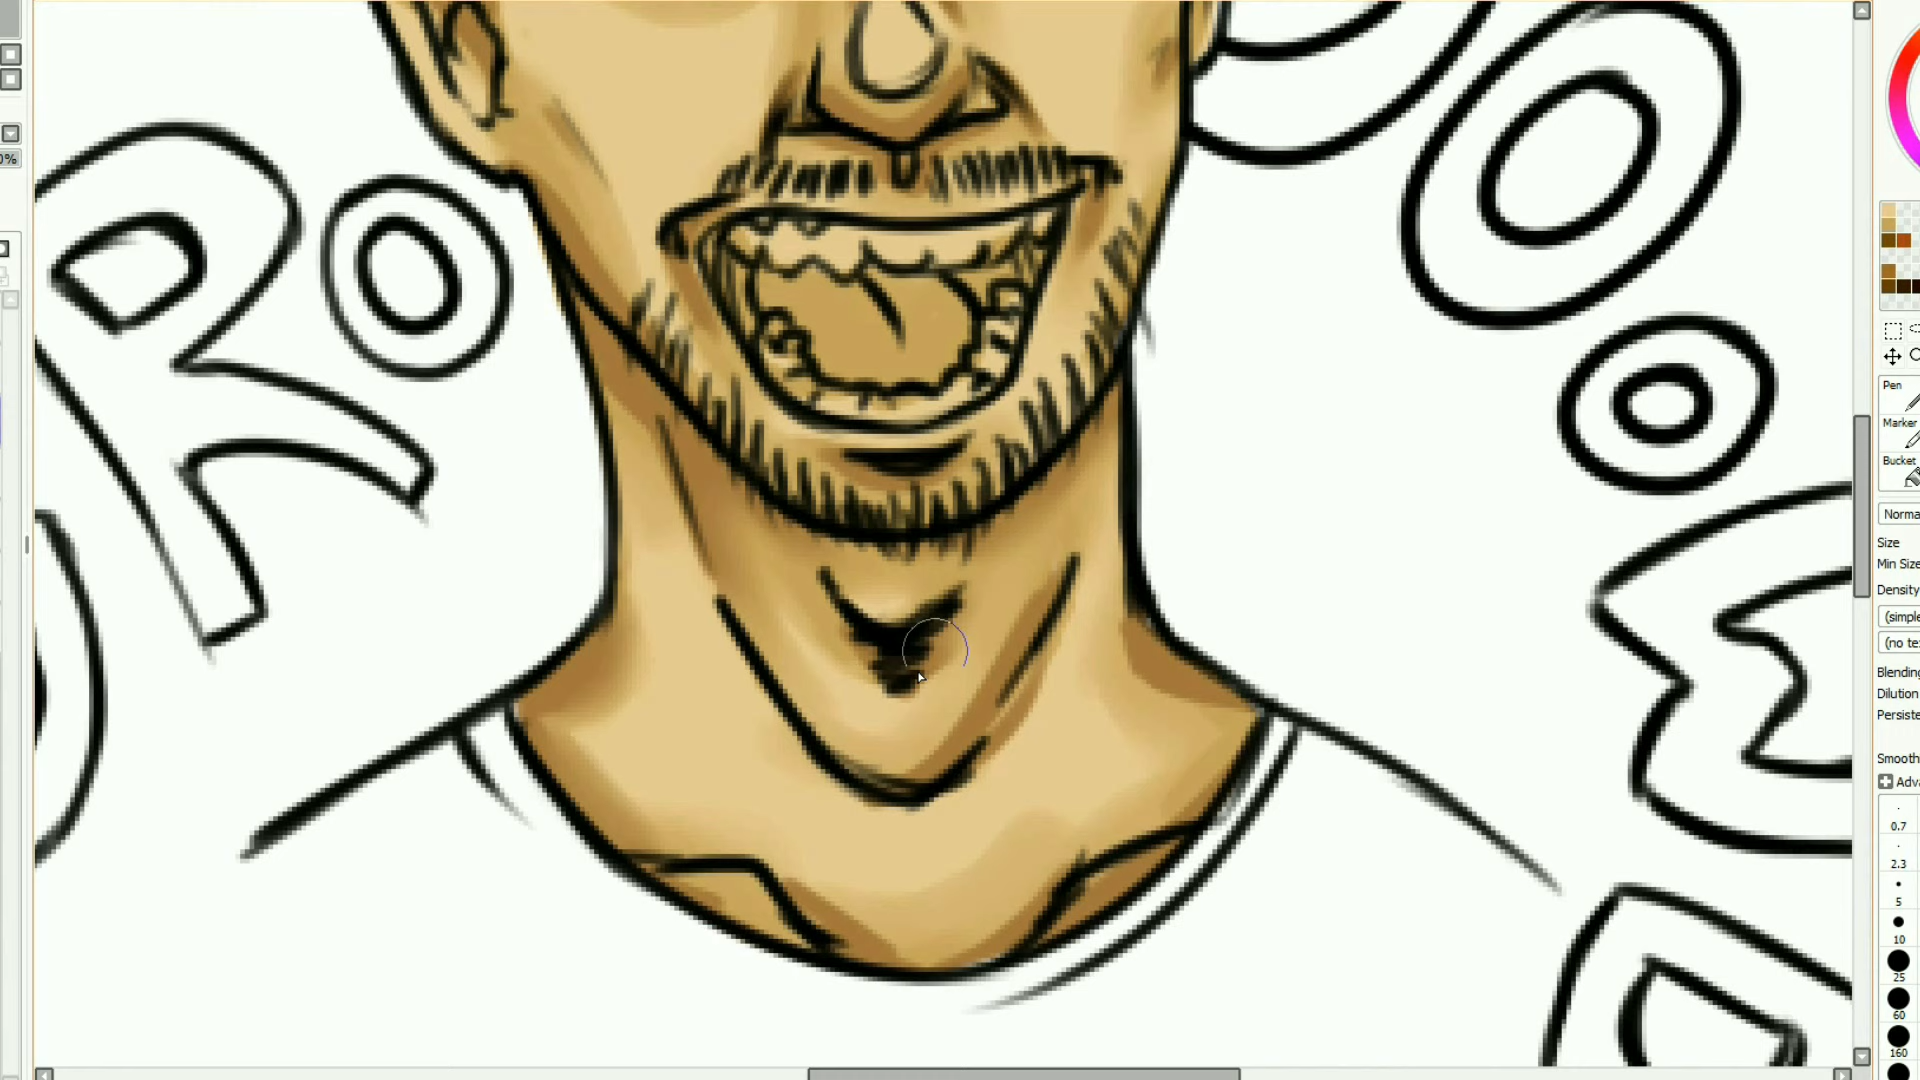 0%
R o
O o
Pen
Marker
Bucket
Norma
Size
Min Size
Density
(simple
(no te
Blending
Dilution
Persiste
Smooth
Adv
0.7
2.3
5
10
25
60
160